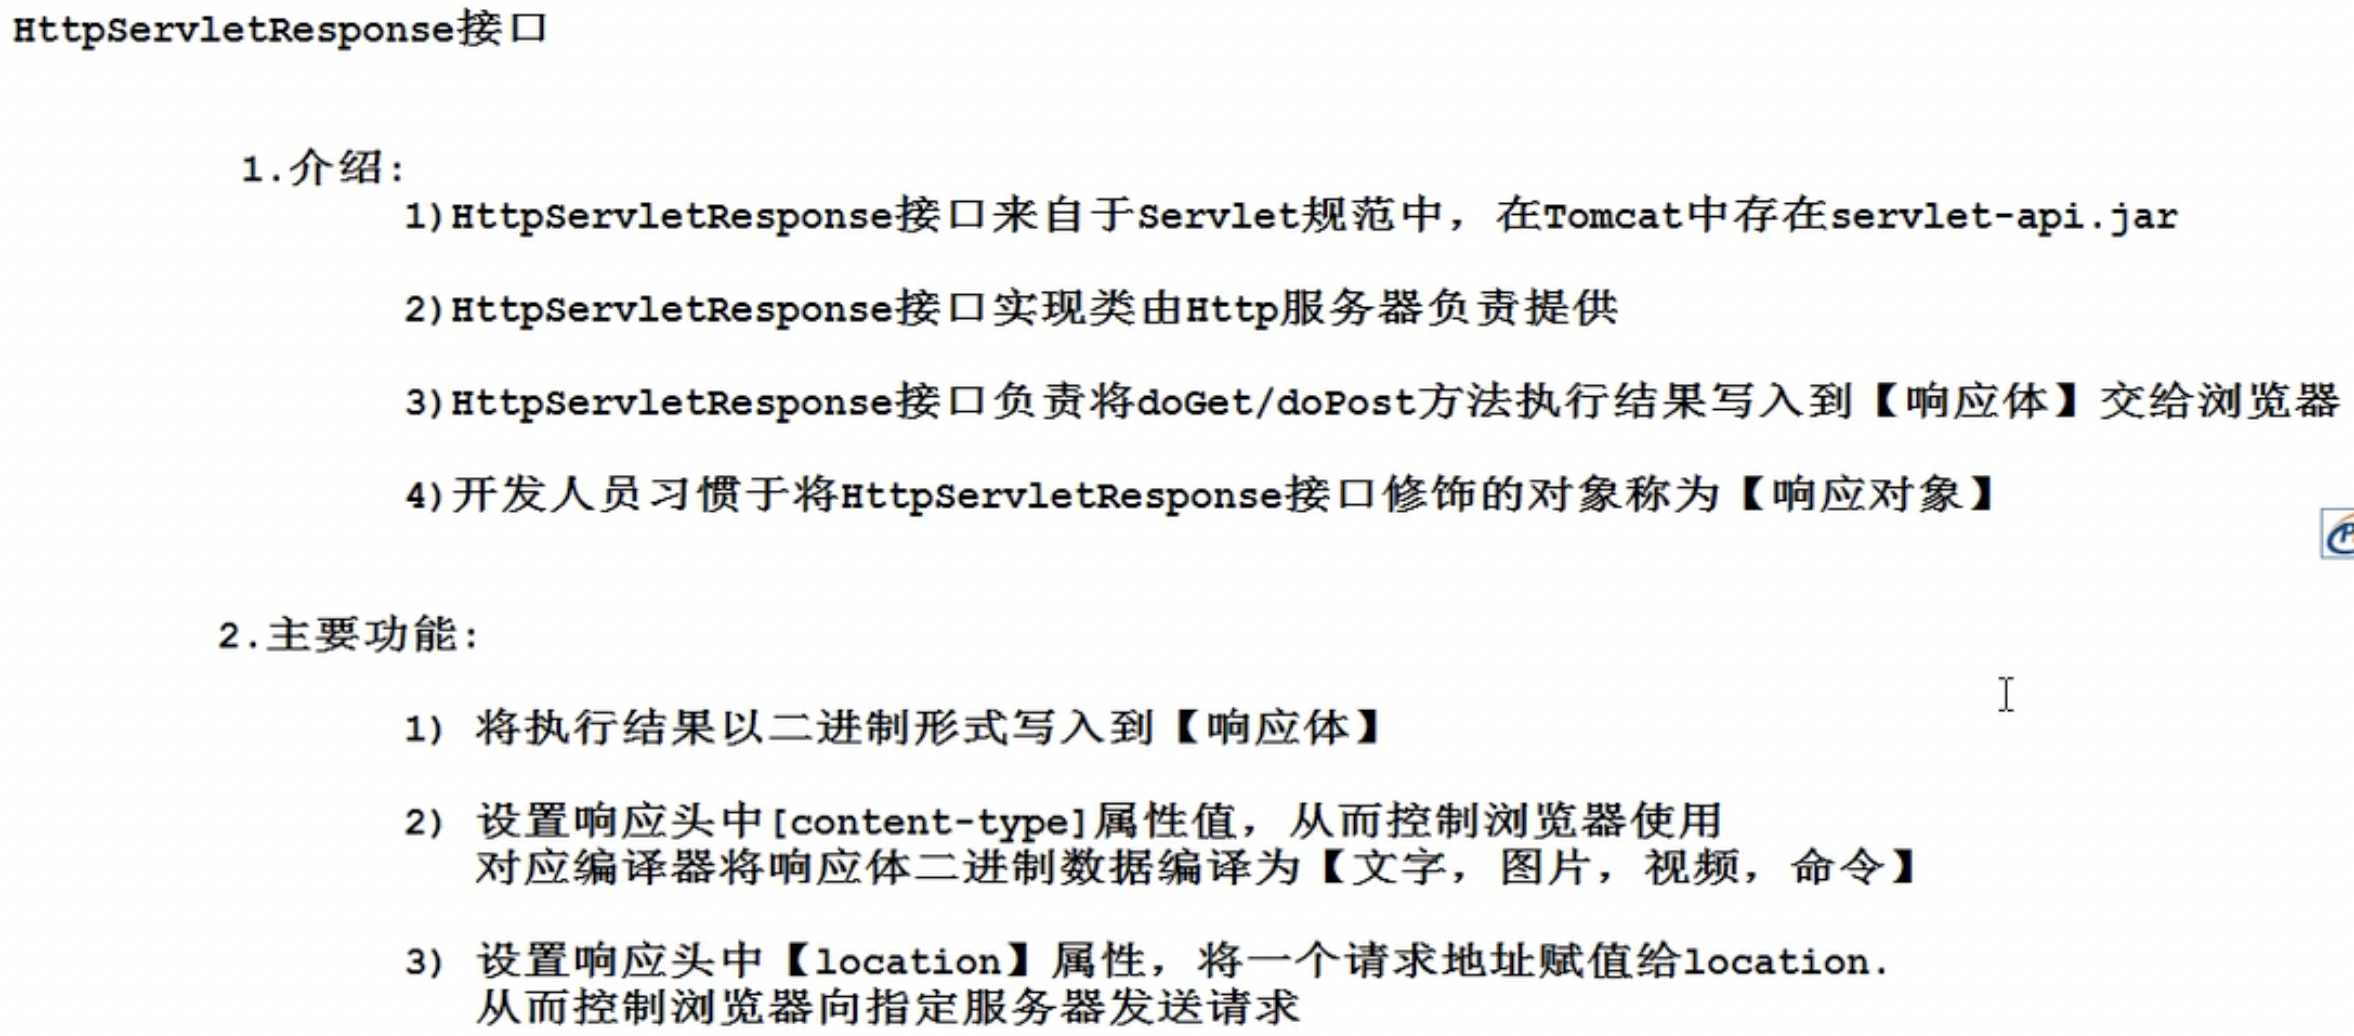 HttpServletResponse接口
1.介绍:
1)HttpServletResponse接口来自于Servlet规范中，在Tomcat中存在servlet-api.jar
2)HttpServletResponse接口实现类由Http服务器负责提供
3)HttpServletResponse接口负责将doGet/doPost方法执行结果写入到【响应体】交给浏览器
4)开发人员习惯于将HttpServletResponse接口修饰的对象称为【响应对象】
2.主要功能:
1) 将执行结果以二进制形式写入到【响应体】
2) 设置响应头中[content-type]属性值，从而控制浏览器使用
对应编译器将响应体二进制数据编译为【文字，图片，视频，命令】
3) 设置响应头中【location】属性，将一个请求地址赋值给location.
从而控制浏览器向指定服务器发送请求